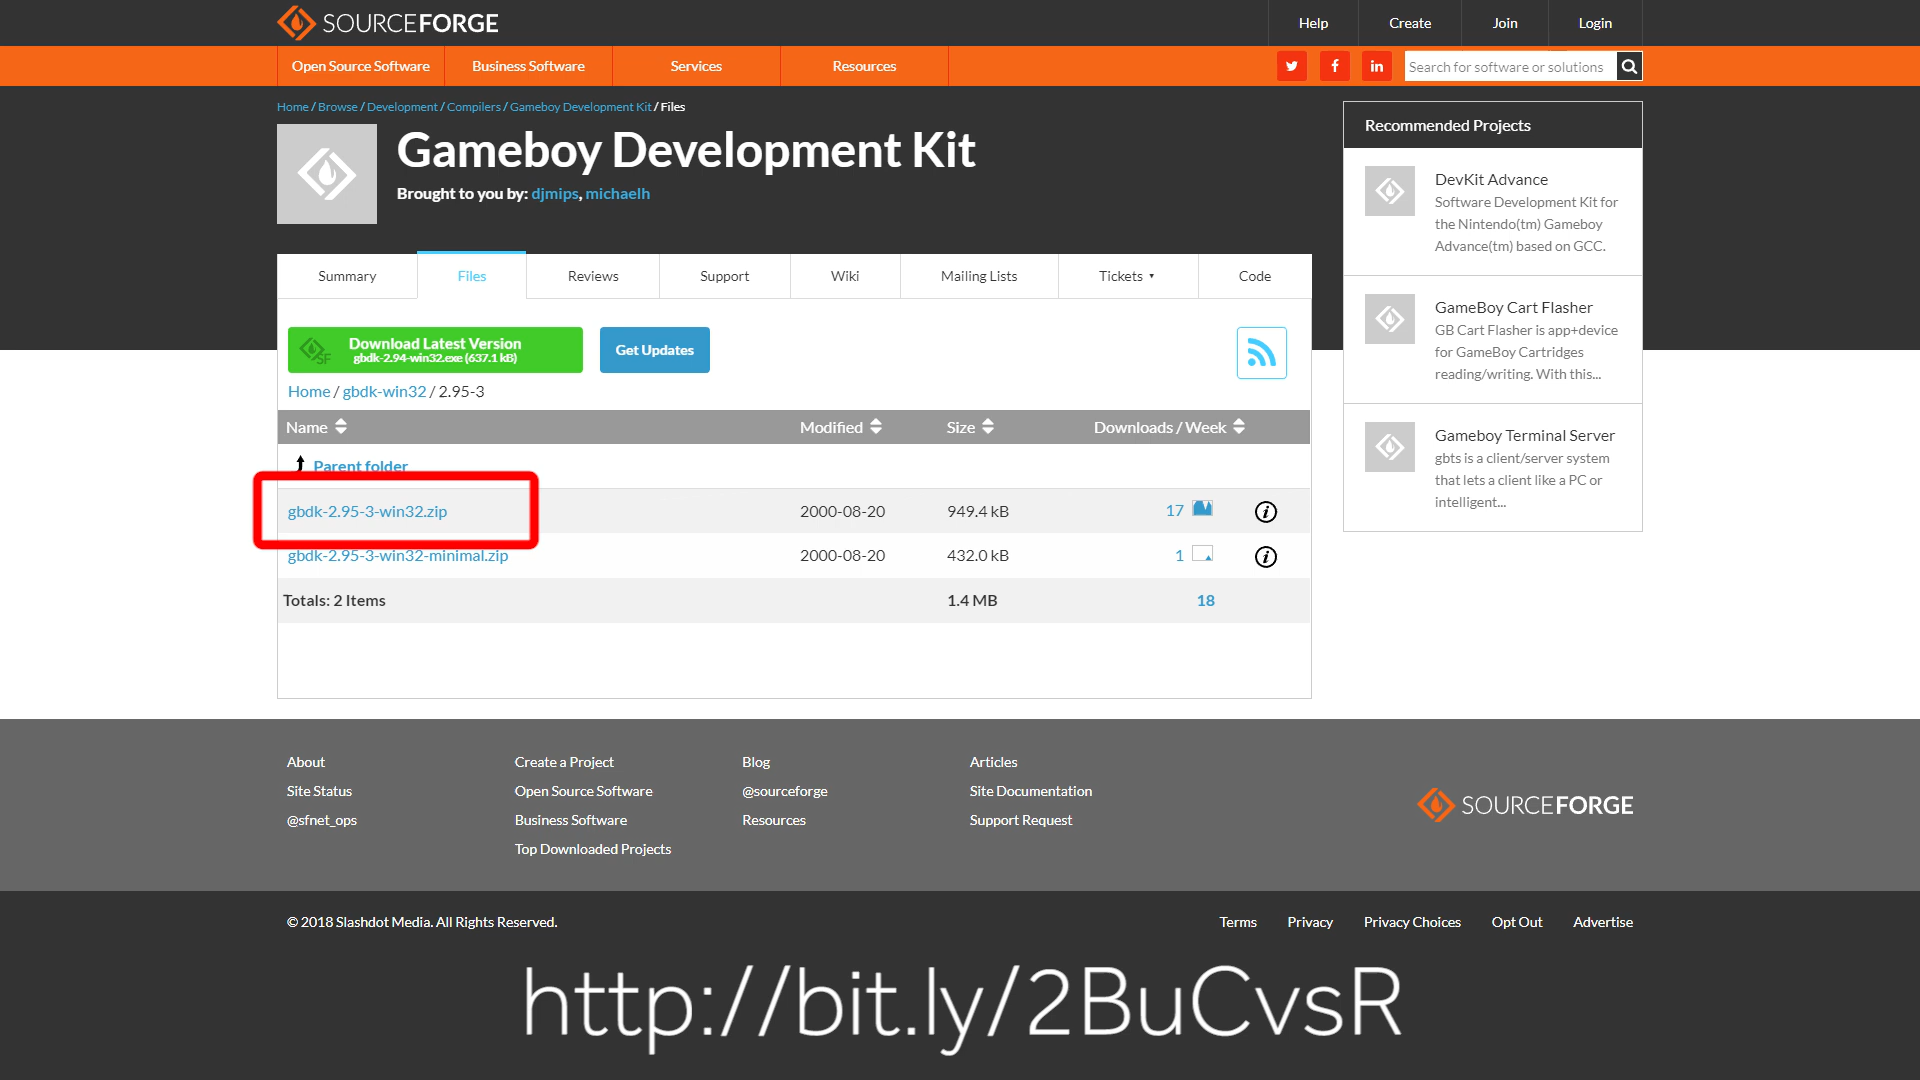 SOURCEFORGE
Help Create Join Login
Open Source Software Business Software Services Resources
Search for software or solutions
Home / Browse / Development / Compilers / Gameboy Development Kit / Files
Gameboy Development Kit
Brought to you by: djmips, michaelh
Summary Files Reviews Support Wiki Mailing Lists Tickets Code
SF Download Latest Version
gbdk-2.94-win32.exe (637.1 kB)
Get Updates
Home / gbdk-win32 / 2.95-3
Name Modified Size Downloads / Week
Parent folder
gbdk-2.95-3-win32.zip 2000-08-20 949.4 kB 17 i
gbdk-2.95-3-win32-minimal.zip 2000-08-20 432.0 kB 1 i
Totals: 2 Items 1.4 MB 18
Recommended Projects
DevKit Advance
Software Development Kit for
the Nintendo(tm) Gameboy
Advance(tm) based on GCC.
GameBoy Cart Flasher
GB Cart Flasher is app+device
for GameBoy Cartridges
reading/writing. With this...
Gameboy Terminal Server
gbts is a client/server system
that lets a client like a PC or
intelligent...
About
Site Status
@sfnet_ops
Create a Project
Open Source Software
Business Software
Top Downloaded Projects
Blog
@sourceforge
Resources
Articles
Site Documentation
Support Request
SOURCEFORGE
© 2018 Slashdot Media. All Rights Reserved.
Terms Privacy Privacy Choices Opt Out Advertise
http://bit.ly/2BuCvsR